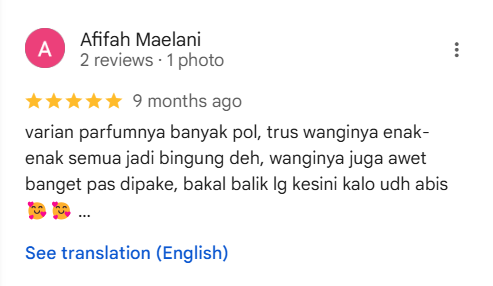 A
Afifah Maelani
2 reviews · 1 photo
★★★★★ 9 months ago
varian parfumnya banyak pol, trus wanginya enak-
enak semua jadi bingung deh, wanginya juga awet
banget pas dipake, bakal balik lg kesini kalo udh abis
🥰 🥰 ...
See translation (English)